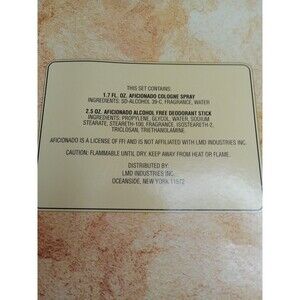 THIS SET CONTAINS:
1.7 FL. OZ. AFICIONADO COLOGNE SPRAY
INGREDIENTS: SD-ALCOHOL 39-C, FRAGRANCE, WATER
2.5 OZ. AFICIONADO ALCOHOL FREE DEODORANT STICK
INGREDIENTS: PROPYLENE, GLYCOL, WATER, SODIUM
STEARATE, STEARETH-100, FRAGRANCE, ISOSTEARETH-2,
TRICLOSAN, TRIETHANOLAMINE
AFICIONADO IS A LICENSE OF FFI AND IS NOT AFFILIATED WITH LMD INDUSTRIES INC.
CAUTION: FLAMMABLE UNTIL DRY, KEEP AWAY FROM HEAT OR FLAME.
DISTRIBUTED BY:
LMD INDUSTRIES INC.
OCEANSIDE, NEW YORK 11572